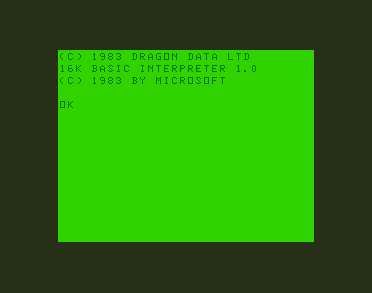 (C) 1983 DRAGON DATA LTD
16K BASIC INTERPRETER 1.0
(C) 1983 BY MICROSOFT
OK